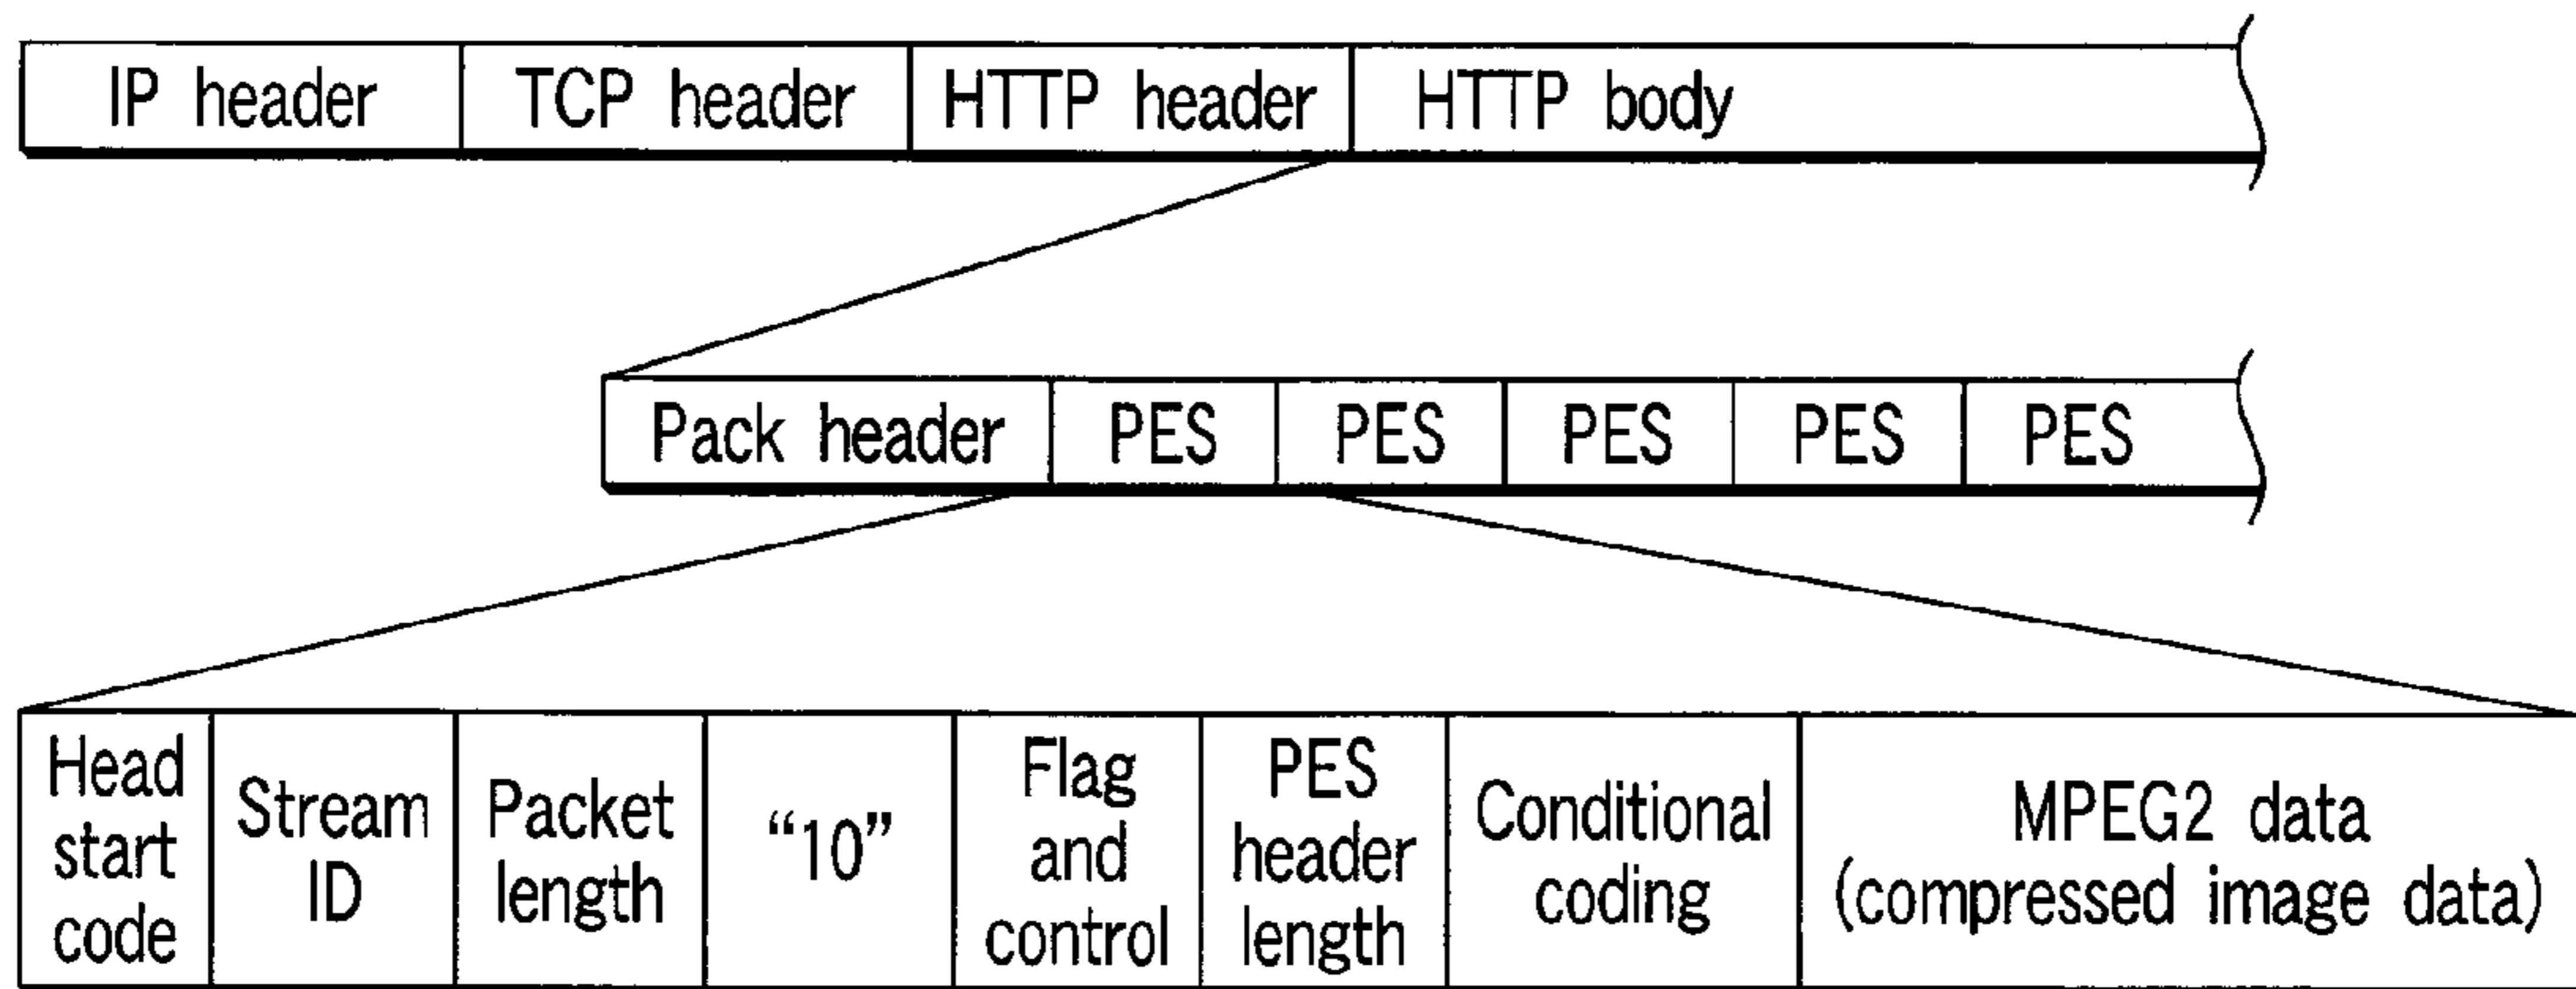 IP header TCP header HTTP header HTTP body
Pack header PES PES PES PES PES
Head start code
Stream ID
Packet length
“10”
Flag and control
PES header length
Conditional coding
MPEG2 data
(compressed image data)